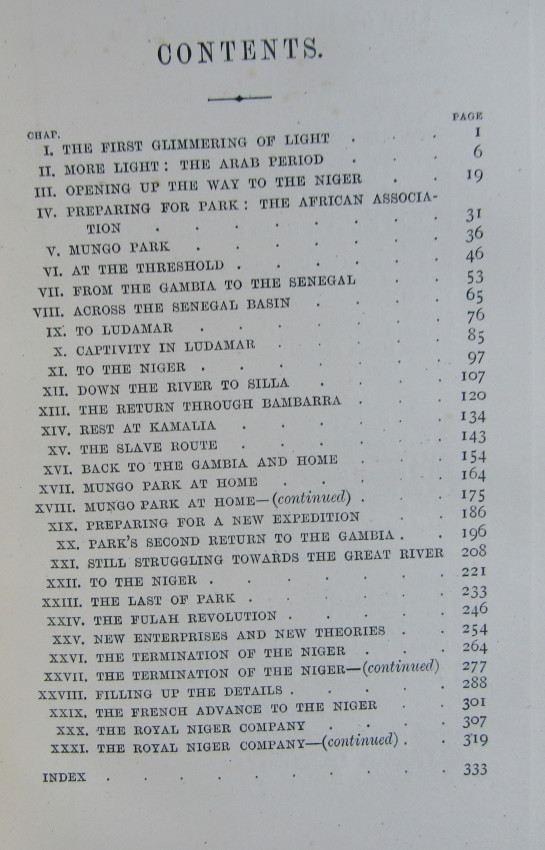 CONTENTS.
PAGE
CHAP.
I. THE FIRST GLIMMERING OF LIGHT . . . 1
II. MORE LIGHT: THE ARAB PERIOD . . . 6
III. OPENING UP THE WAY TO THE NIGER . . 19
IV. PREPARING FOR PARK: THE AFRICAN ASSOCIA-
TION . . . . . . . . 31
V. MUNGO PARK . . . . . . 36
VI. AT THE THRESHOLD . . . . . 46
VII. FROM THE GAMBIA TO THE SENEGAL . . 53
VIII. ACROSS THE SENEGAL BASIN . . . 65
IX. TO LUDAMAR . . . . . . 76
X. CAPTIVITY IN LUDAMAR . . . . 85
XI. TO THE NIGER . . . . . . 97
XII. DOWN THE RIVER TO SILLA . . . 107
XIII. THE RETURN THROUGH BAMBARRA . . . 120
XIV. REST AT KAMALIA . . . . . 134
XV. THE SLAVE ROUTE . . . . . 143
XVI. BACK TO THE GAMBIA AND HOME . . . 154
XVII. MUNGO PARK AT HOME . . . . 164
XVIII. MUNGO PARK AT HOME—(continued) . . . 175
XIX. PREPARING FOR A NEW EXPEDITION . . 186
XX. PARK'S SECOND RETURN TO THE GAMBIA . . 196
XXI. STILL STRUGGLING TOWARDS THE GREAT RIVER 208
XXII. TO THE NIGER . . . . . . 221
XXIII. THE LAST OF PARK . . . . . 233
XXIV. THE FULAH REVOLUTION . . . . 246
XXV. NEW ENTERPRISES AND NEW THEORIES . . 254
XXVI. THE TERMINATION OF THE NIGER . . . 264
XXVII. THE TERMINATION OF THE NIGER—(continued) 277
XXVIII. FILLING UP THE DETAILS . . . . 288
XXIX. THE FRENCH ADVANCE TO THE NIGER . . 301
XXX. THE ROYAL NIGER COMPANY . . . . 307
XXXI. THE ROYAL NIGER COMPANY—(continued) . . 319
INDEX . . . . . . . . . 333